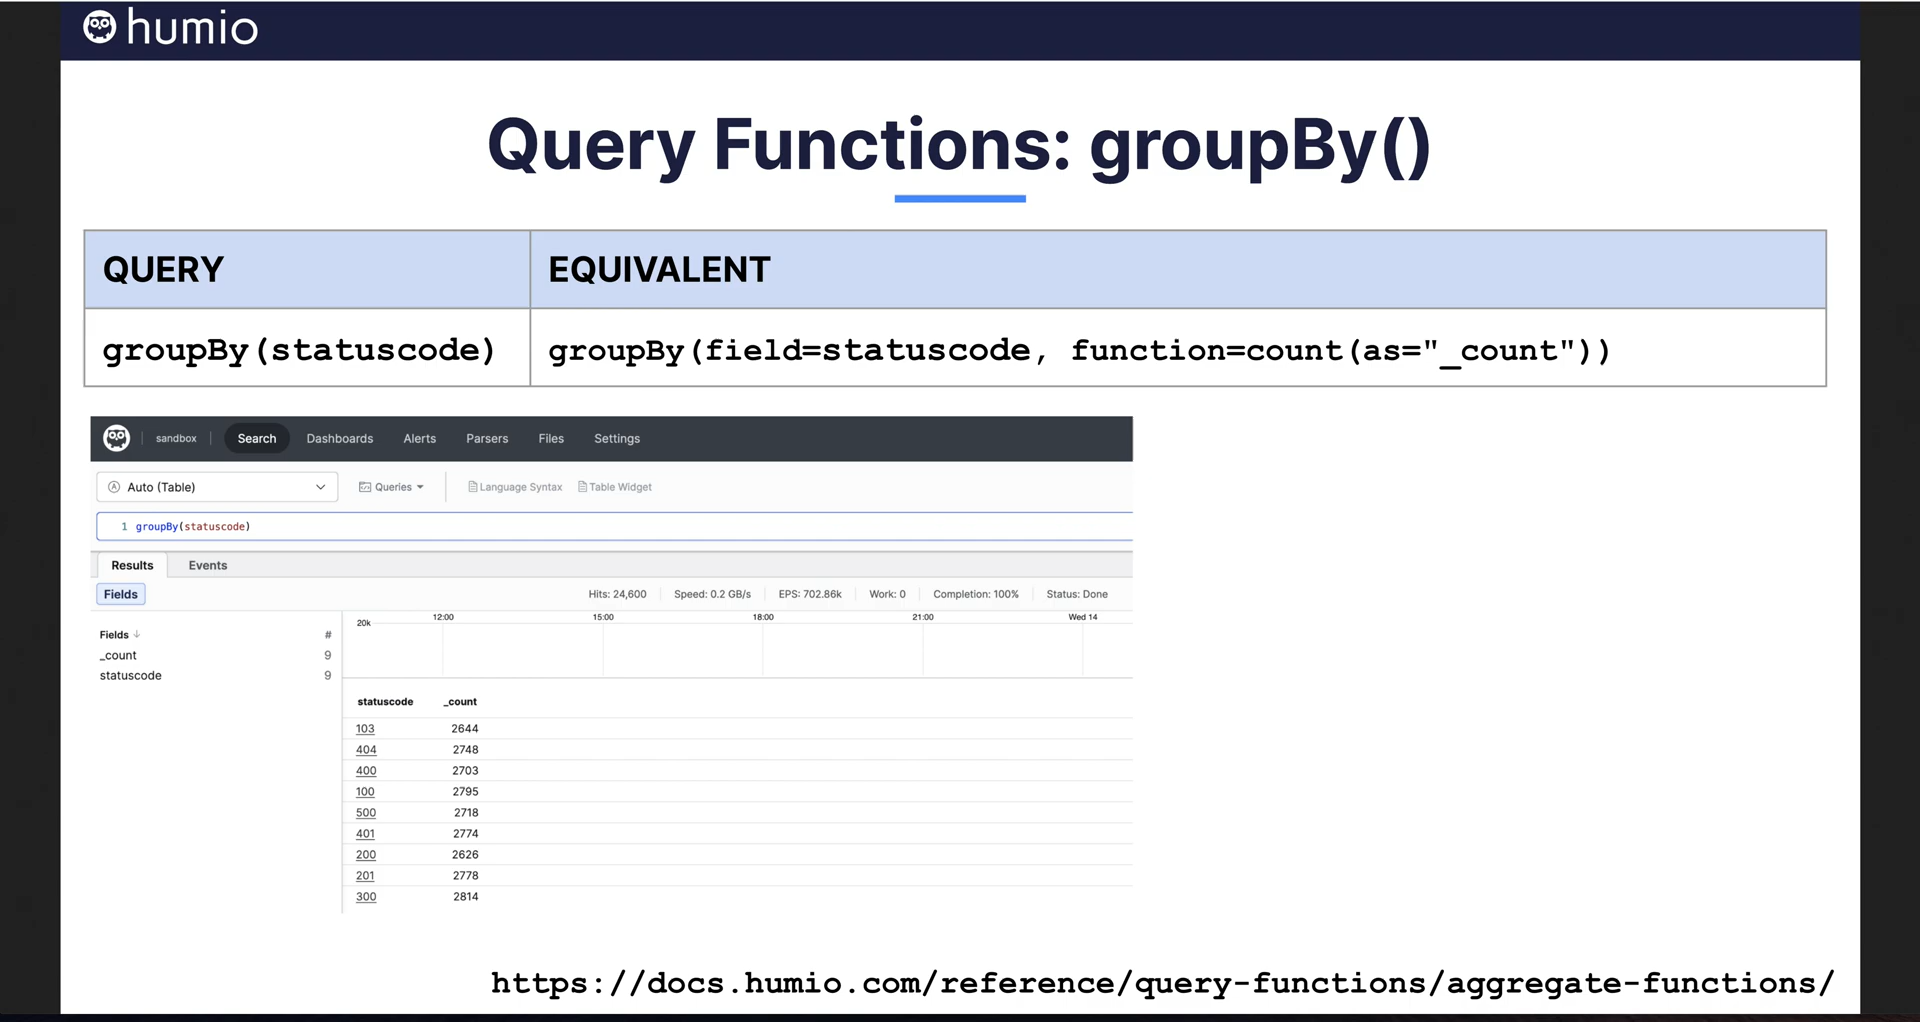 humio
Query Functions: groupBy()
QUERY EQUIVALENT
groupBy(statuscode) groupBy(field=statuscode, function=count(as="_count"))
sandbox Search Dashboards Alerts Parsers Files Settings
Auto (Table) Queries Language Syntax Table Widget
1 groupBy(statuscode)
Results Events
Fields Hits: 24,600 Speed: 0.2 GB/s EPS: 702.86k Work: 0 Completion: 100% Status: Done
20k 12:00 15:00 18:00 21:00 Wed 14
Fields ↓ #
_count 9
statuscode 9
statuscode _count
103 2644
404 2748
400 2703
100 2795
500 2718
401 2774
200 2626
201 2778
300 2814
https://docs.humio.com/reference/query-functions/aggregate-functions/